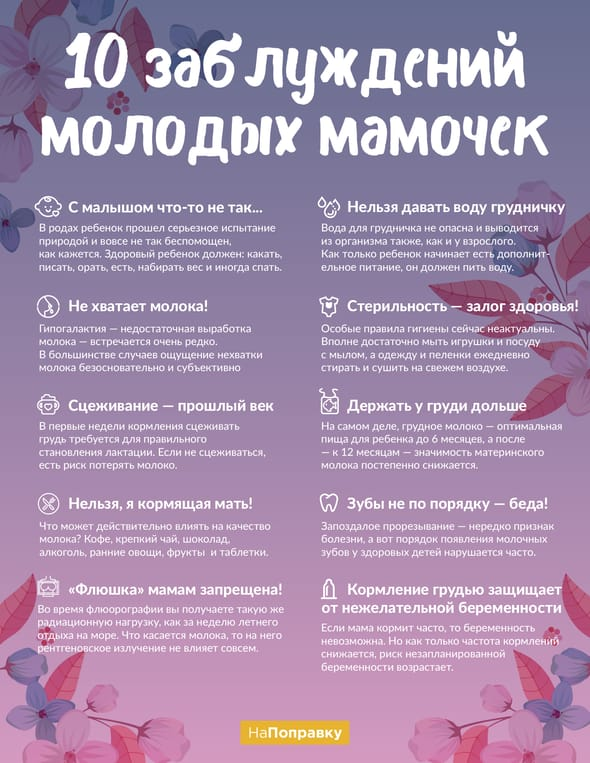 10 заблуждений
молодых мамочек
С малышом что-то не так...
В родах ребенок прошел серьезное испытание
природой и вовсе не так беспомощен,
как кажется. Здоровый ребенок должен: какать,
писать, орать, есть, набирать вес и иногда спать.
Не хватает молока!
Гипогалактия — недостаточная выработка
молока — встречается очень редко.
В большинстве случаев ощущение нехватки
молока безосновательно и субъективно
Сцеживание — прошлый век
В первые недели кормления сцеживать
грудь требуется для правильного
становления лактации. Если не сцеживаться,
есть риск потерять молоко.
Нельзя, я кормящая мать!
Что может действительно влиять на качество
молока? Кофе, крепкий чай, шоколад,
алкоголь, ранние овощи, фрукты и таблетки.
«Флюшка» мамам запрещена!
Во время флюорографии вы получаете такую же
радиационную нагрузку, как за неделю летнего
отдыха на море. Что касается молока, то на него
рентгеновское излучение не влияет совсем.
Нельзя давать воду грудничку
Вода для грудничка не опасна и выводится
из организма также, как и у взрослого.
Как только ребенок начинает есть дополнит-
ельное питание, он должен пить воду.
Стерильность — залог здоровья!
Особые правила гигиены сейчас неактуальны.
Вполне достаточно мыть игрушки и посуду
с мылом, а одежду и пеленки ежедневно
стирать и сушить на свежем воздухе.
Держать у груди дольше
На самом деле, грудное молоко — оптимальная
пища для ребенка до 6 месяцев, а после
— к 12 месяцам — значимость материнского
молока постепенно снижается.
Зубы не по порядку — беда!
Запоздалое прорезывание — нередко признак
болезни, а вот порядок появления молочных
зубов у здоровых детей нарушается часто.
Кормление грудью защищает
от нежелательной беременности
Если мама кормит часто, то беременность
невозможна. Но как только частота кормлений
снижается, риск незапланированной
беременности возрастает.
НаПоправку